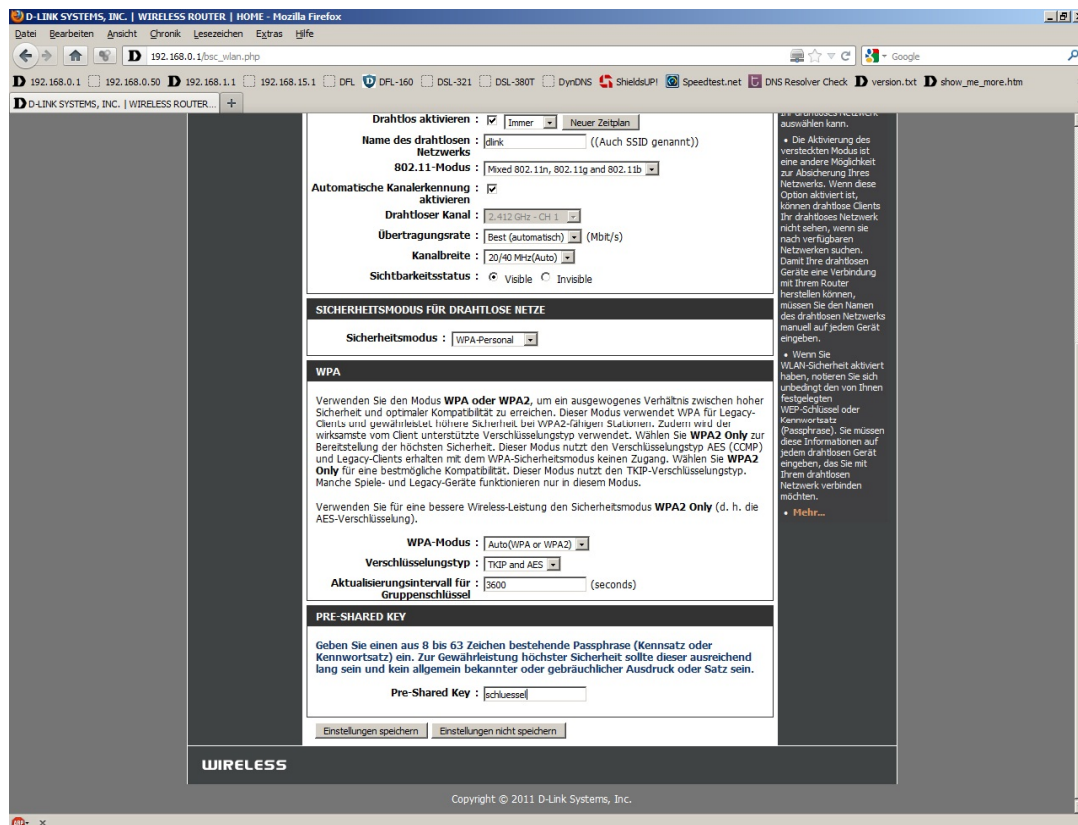 D-LINK SYSTEMS, INC. | WIRELESS ROUTER | HOME - Mozilla Firefox
Datei Bearbeiten Ansicht Chronik Lesezeichen Extras Hilfe
192.168.0.1/bsc_wlan.php
Google
192.168.0.1 192.168.0.50 192.168.1.1 192.168.15.1 DFL DFL-160 DSL-321 DSL-380T DynDNS ShieldsUP! Speedtest.net DNS Resolver Check version.txt show_me_more.htm
D-LINK SYSTEMS, INC. | WIRELESS ROUTER... +
Drahtlos aktivieren : Immer Neuer Zeitplan
Name des drahtlosen : dlink ((Auch SSID genannt))
Netzwerks
802.11-Modus : Mixed 802.11n, 802.11g and 802.11b
Automatische Kanalerkennung :
aktivieren
Drahtloser Kanal : 2.412 GHz - CH 1
Übertragungsrate : Best (automatisch) (Mbit/s)
Kanalbreite : 20/40 MHz(Auto)
Sichtbarkeitsstatus : Visible Invisible
SICHERHEITSMODUS FÜR DRAHTLOSE NETZE
Sicherheitsmodus : WPA-Personal
WPA
Verwenden Sie den Modus WPA oder WPA2, um ein ausgewogenes Verhältnis zwischen hoher
Sicherheit und optimaler Kompatibilität zu erreichen. Dieser Modus verwendet WPA für Legacy-
Clients und gewährleistet höhere Sicherheit bei WPA2-fähigen Stationen. Zudem wird der
wirksamste vom Client unterstützte Verschlüsselungstyp verwendet. Wählen Sie WPA2 Only zur
Bereitstellung der höchsten Sicherheit. Dieser Modus nutzt den Verschlüsselungstyp AES (CCMP)
und Legacy-Clients erhalten mit dem WPA-Sicherheitsmodus keinen Zugang. Wählen Sie WPA2
Only für eine bestmögliche Kompatibilität. Dieser Modus nutzt den TKIP-Verschlüsselungstyp.
Manche Spiele- und Legacy-Geräte funktionieren nur in diesem Modus.
Verwenden Sie für eine bessere Wireless-Leistung den Sicherheitsmodus WPA2 Only (d. h. die
AES-Verschlüsselung).
WPA-Modus : Auto(WPA or WPA2)
Verschlüsselungstyp : TKIP and AES
Aktualisierungsintervall für : 3600 (seconds)
Gruppenschlüssel
PRE-SHARED KEY
Geben Sie einen aus 8 bis 63 Zeichen bestehende Passphrase (Kennsatz oder
Kennwortsatz) ein. Zur Gewährleistung höchster Sicherheit sollte dieser ausreichend
lang sein und kein allgemein bekannter oder gebräuchlicher Ausdruck oder Satz sein.
Pre-Shared Key : schluessel
Einstellungen speichern Einstellungen nicht speichern
Ihr drahtloses Netzwerk
auswählen kann.
• Die Aktivierung des
versteckten Modus ist
eine andere Möglichkeit
zur Absicherung Ihres
Netzwerks. Wenn diese
Option aktiviert ist,
können drahtlose Clients
Ihr drahtloses Netzwerk
nicht sehen, wenn sie
nach verfügbaren
Netzwerken suchen.
Damit Ihre drahtlosen
Geräte eine Verbindung
mit Ihrem Router
herstellen können,
müssen Sie den Namen
des drahtlosen Netzwerks
manuell auf jedem Gerät
eingeben.
• Wenn Sie
WLAN-Sicherheit aktiviert
haben, notieren Sie sich
unbedingt den von Ihnen
festgelegten
WEP-Schlüssel oder
Kennwortsatz
(Passphrase). Sie müssen
diese Informationen auf
jedem drahtlosen Gerät
eingeben, das Sie mit
Ihrem drahtlosen
Netzwerk verbinden
möchten.
• Mehr...
WIRELESS
Copyright © 2011 D-Link Systems, Inc.